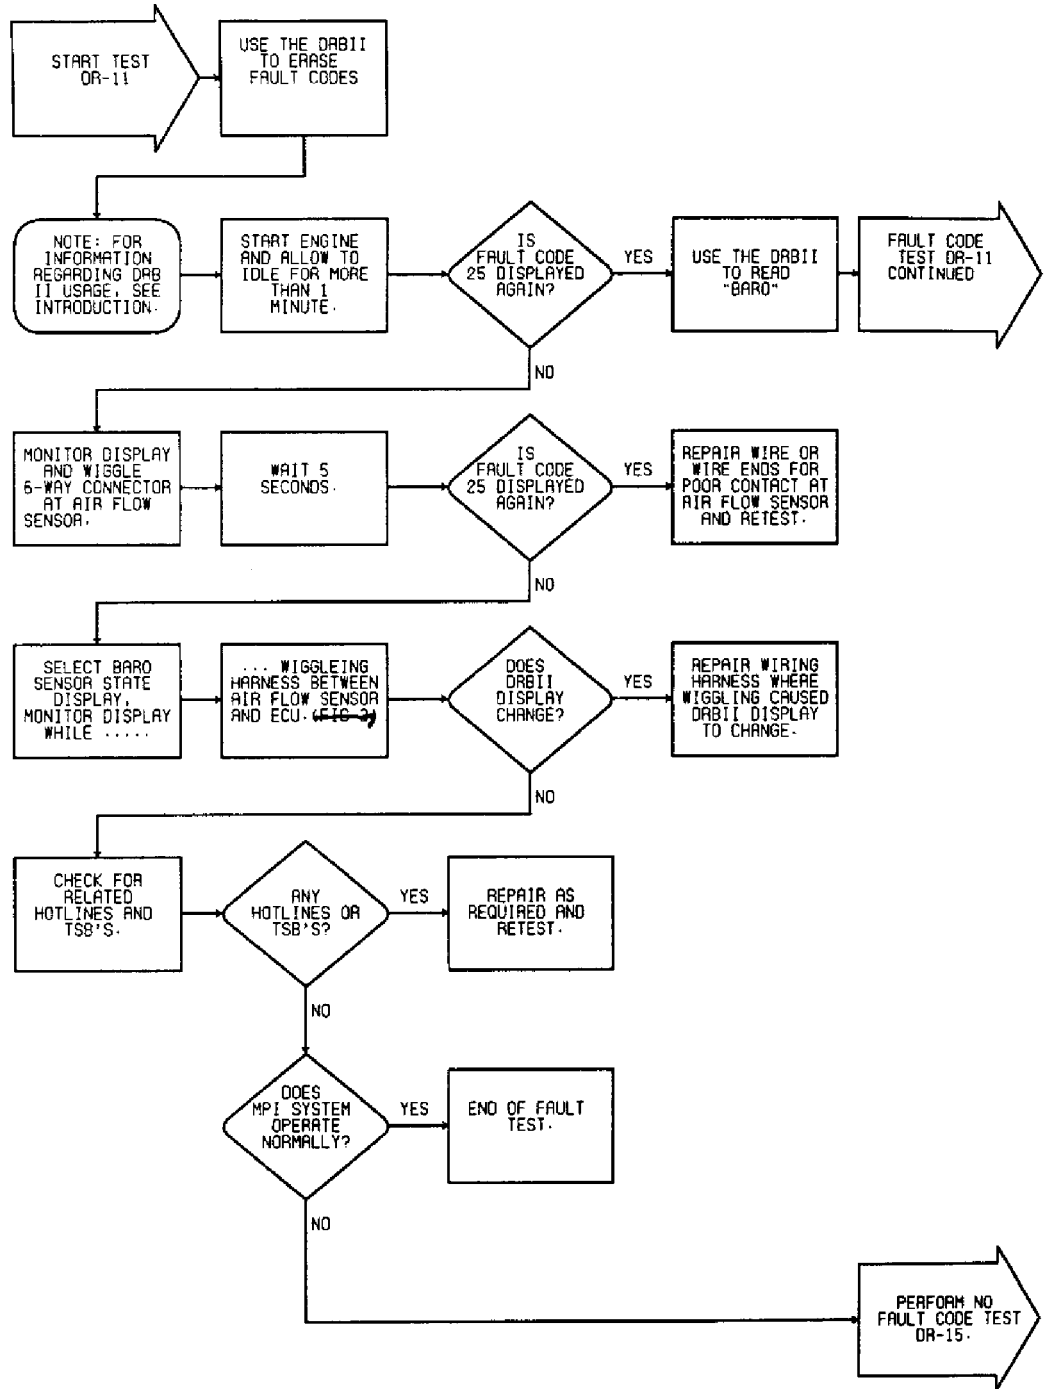 START TEST
DR-11
USE THE DRBII
TO ERASE
FAULT CODES
NOTE: FOR
INFORMATION
REGARDING DRB
II USAGE, SEE
INTRODUCTION.
START ENGINE
AND ALLOW TO
IDLE FOR MORE
THAN 1
MINUTE.
IS
FAULT CODE
25 DISPLAYED
AGAIN?
YES
USE THE DRBII
TO READ
"BARO"
FAULT CODE
TEST DR-11
CONTINUED
NO
MONITOR DISPLAY
AND WIGGLE
6-WAY CONNECTOR
AT AIR FLOW
SENSOR.
WAIT 5
SECONDS.
IS
FAULT CODE
25 DISPLAYED
AGAIN?
YES
REPAIR WIRE OR
WIRE ENDS FOR
POOR CONTACT AT
AIR FLOW SENSOR
AND RETEST.
NO
SELECT BARO
SENSOR STATE
DISPLAY,
MONITOR DISPLAY
WHILE .....
... WIGGLEING
HARNESS BETWEEN
AIR FLOW SENSOR
AND ECU.
DOES
DRBII
DISPLAY
CHANGE?
YES
REPAIR WIRING
HARNESS WHERE
WIGGLING CAUSED
DRBII DISPLAY
TO CHANGE.
NO
CHECK FOR
RELATED
HOTLINES AND
TSB'S.
ANY
HOTLINES OR
TSB'S?
YES
REPAIR AS
REQUIRED AND
RETEST.
NO
DOES
MPI SYSTEM
OPERATE
NORMALLY?
YES
END OF FAULT
TEST.
NO
PERFORM NO
FAULT CODE TEST
DR-15.